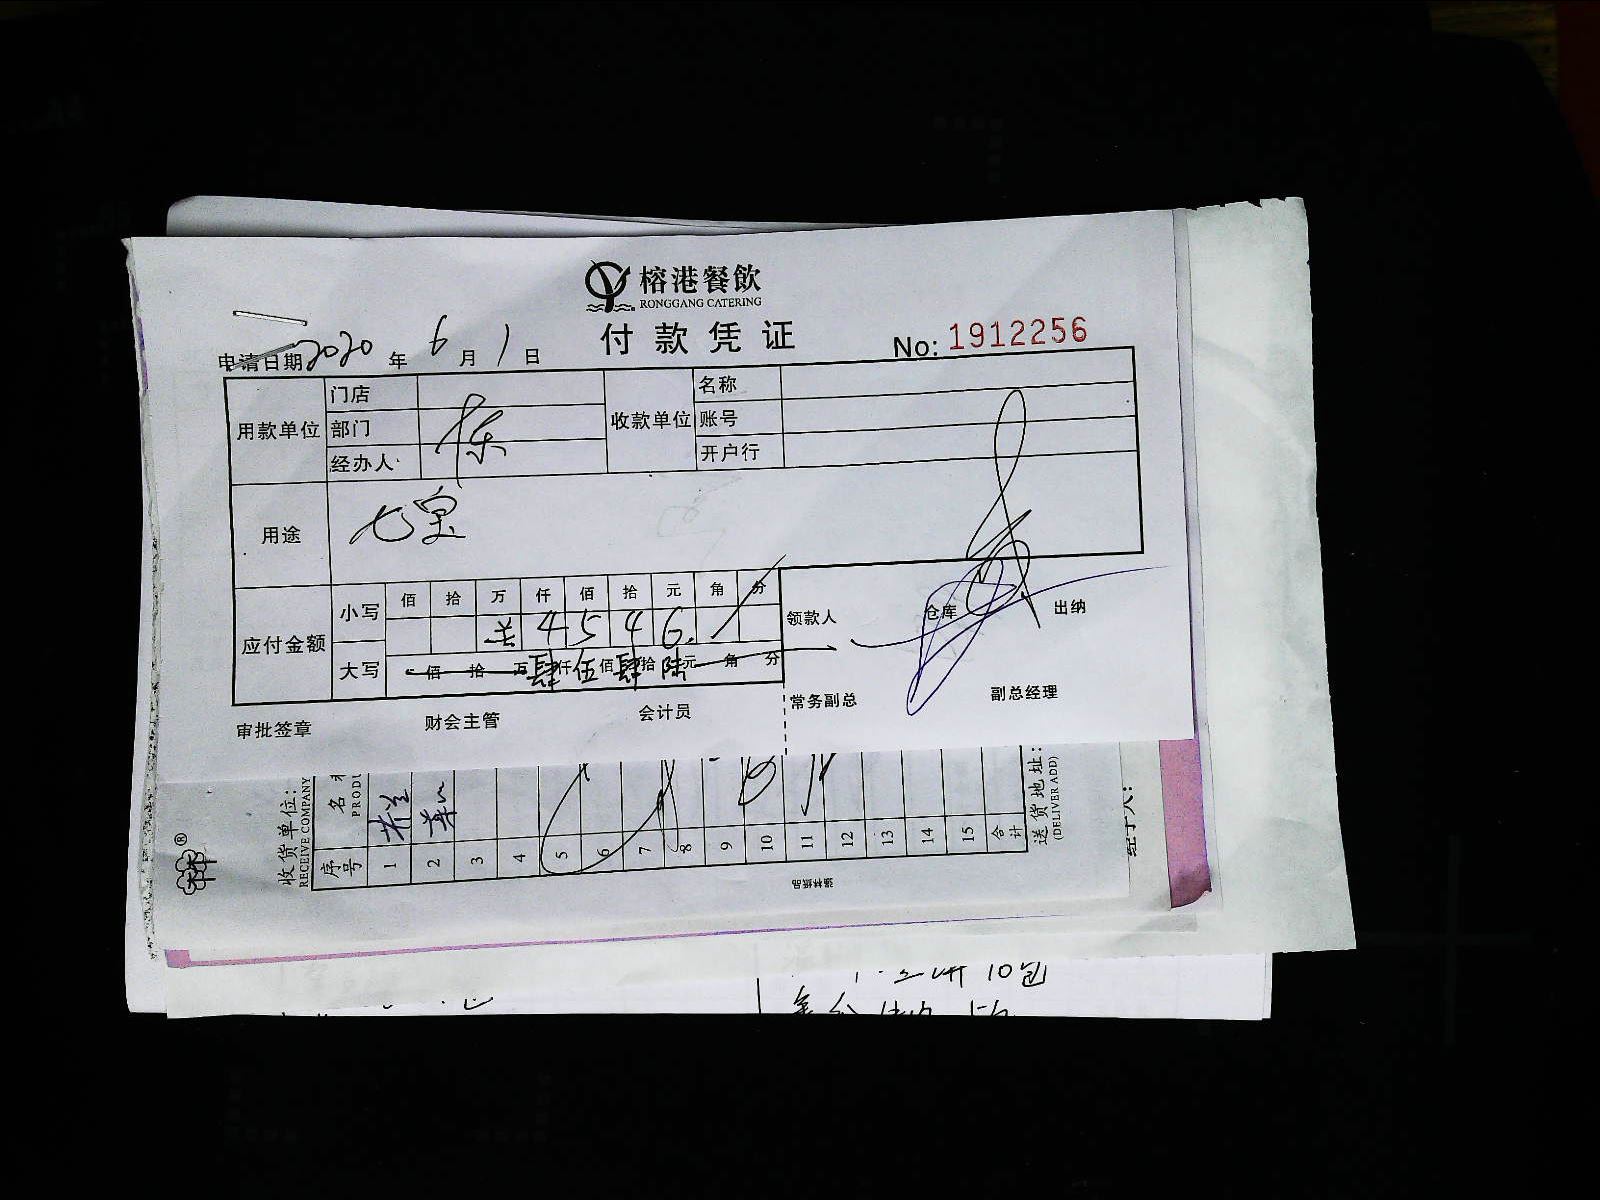 榕港餐飲
RONGGANG CATERING
付款凭证
No: 1912256
申请日期 2020 年 6 月 1 日
用款单位 门店 收款单位 名称
部门 账号
经办人 开户行
用途 七宝
应付金额 小写 佰 拾 万 仟 佰 拾 元 角 分
4 5 4 6
大写 佰 拾 万 肆 仟 伍 佰 肆 拾 陆 元 角 分
领款人 仓库 出纳
常务副总 副总经理
审批签章 财会主管 会计员
收货单位:
RECEIVE COMPANY
序号
1 2 3 4 5 6 7 8 9 10 11 12 13 14 15 合计
送货地址:
(DELIVER ADD)
10包